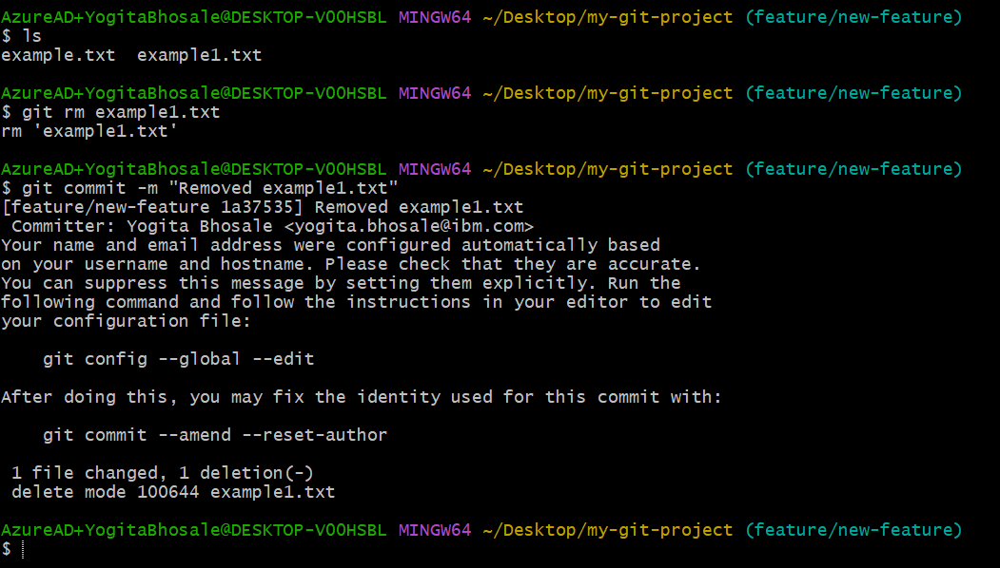 AzureAD+YogitaBhosale@DESKTOP-V0OHSBL MINGW64 ~/Desktop/my-git-project (feature/new-feature)
$ ls
example.txt  example1.txt
AzureAD+YogitaBhosale@DESKTOP-V0OHSBL MINGW64 ~/Desktop/my-git-project (feature/new-feature)
$ git rm example1.txt
rm 'example1.txt'
AzureAD+YogitaBhosale@DESKTOP-V0OHSBL MINGW64 ~/Desktop/my-git-project (feature/new-feature)
$ git commit -m "Removed example1.txt"
[feature/new-feature 1a37535] Removed example1.txt
 Committer: Yogita Bhosale <yogita.bhosale@ibm.com>
Your name and email address were configured automatically based
on your username and hostname. Please check that they are accurate.
You can suppress this message by setting them explicitly. Run the
following command and follow the instructions in your editor to edit
your configuration file:
    git config --global --edit
After doing this, you may fix the identity used for this commit with:
    git commit --amend --reset-author
 1 file changed, 1 deletion(-)
 delete mode 100644 example1.txt
AzureAD+YogitaBhosale@DESKTOP-V0OHSBL MINGW64 ~/Desktop/my-git-project (feature/new-feature)
$